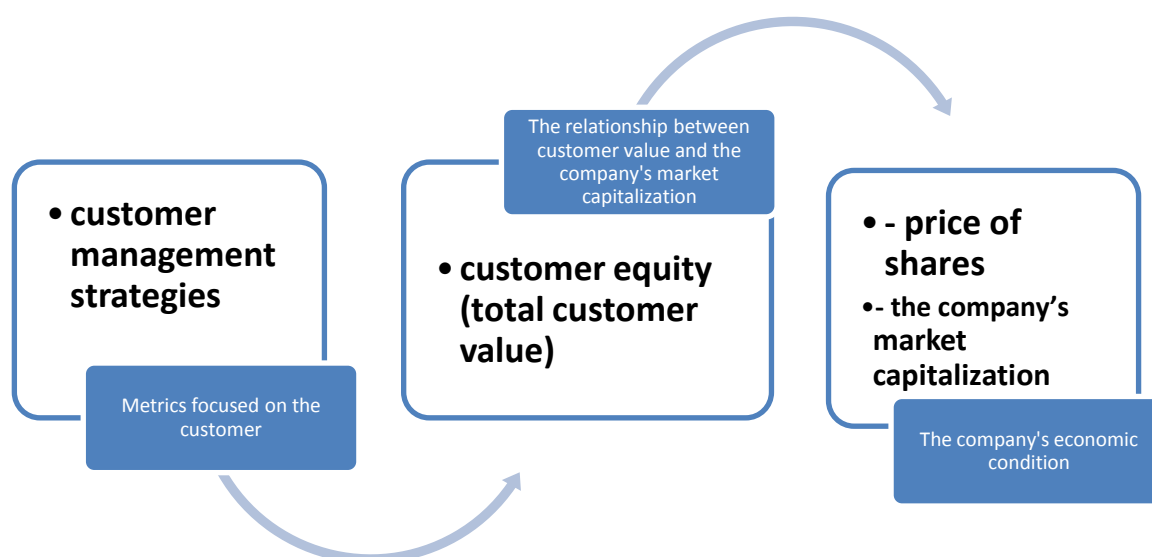 • customer
management
strategies
Metrics focused on the
customer
The relationship between
customer value and the
company's market
capitalization
• customer equity
(total customer
value)
• - price of
shares
•- the company’s
market
capitalization
The company's economic
condition